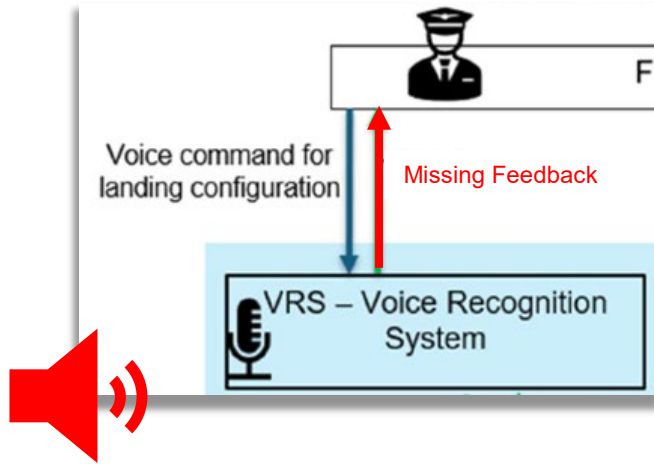 F
Voice command for
landing configuration
Missing Feedback
VRS – Voice Recognition
System